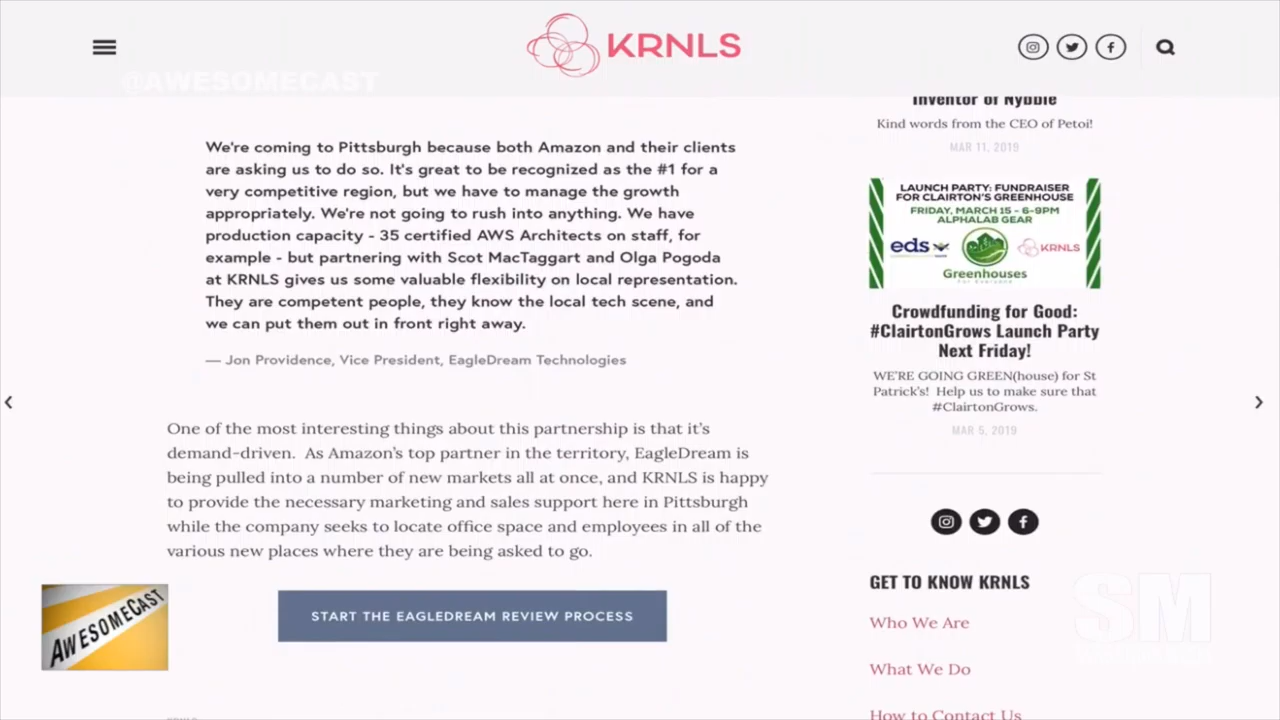 KRNLS
@AWESOMECAST
We're coming to Pittsburgh because both Amazon and their clients
are asking us to do so. It's great to be recognized as the #1 for a
very competitive region, but we have to manage the growth
appropriately. We're not going to rush into anything. We have
production capacity - 35 certified AWS Architects on staff, for
example - but partnering with Scot MacTaggart and Olga Pogoda
at KRNLS gives us some valuable flexibility on local representation.
They are competent people, they know the local tech scene, and
we can put them out in front right away.
— Jon Providence, Vice President, EagleDream Technologies
One of the most interesting things about this partnership is that it's
demand-driven. As Amazon's top partner in the territory, EagleDream is
being pulled into a number of new markets all at once, and KRNLS is happy
to provide the necessary marketing and sales support here in Pittsburgh
while the company seeks to locate office space and employees in all of the
various new places where they are being asked to go.
START THE EAGLEDREAM REVIEW PROCESS
AWESOMECAST
Inventor of Nybble
Kind words from the CEO of Petoi!
MAR 11, 2019
LAUNCH PARTY: FUNDRAISER
FOR CLAIRTON'S GREENHOUSE
FRIDAY, MARCH 15 - 6-9PM
ALPHALAB GEAR
eds
KRNLS
Greenhouses
For Everyone
Crowdfunding for Good:
#ClairtonGrows Launch Party
Next Friday!
WE'RE GOING GREEN(house) for St
Patrick's! Help us to make sure that
#ClairtonGrows.
MAR 5, 2019
GET TO KNOW KRNLS
Who We Are
What We Do
How to Contact Us
SM